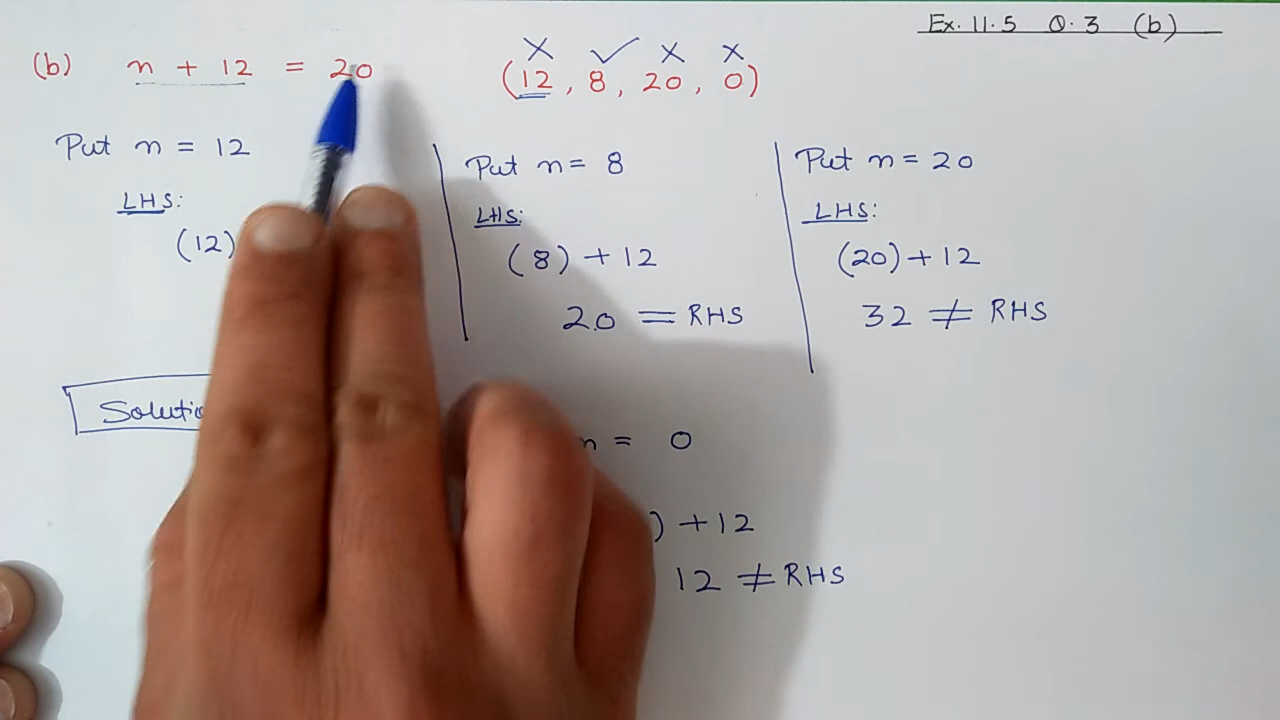 Ex. 11.5 Q.3 (b)
(b) n + 12 = 20 (12, 8, 20, 0)
Put n = 12
LHS:
(12)
Put n = 8
LHS:
(8) + 12
20 = RHS
Put n = 20
LHS:
(20) + 12
32 ≠ RHS
n = 0
) + 12
12 ≠ RHS